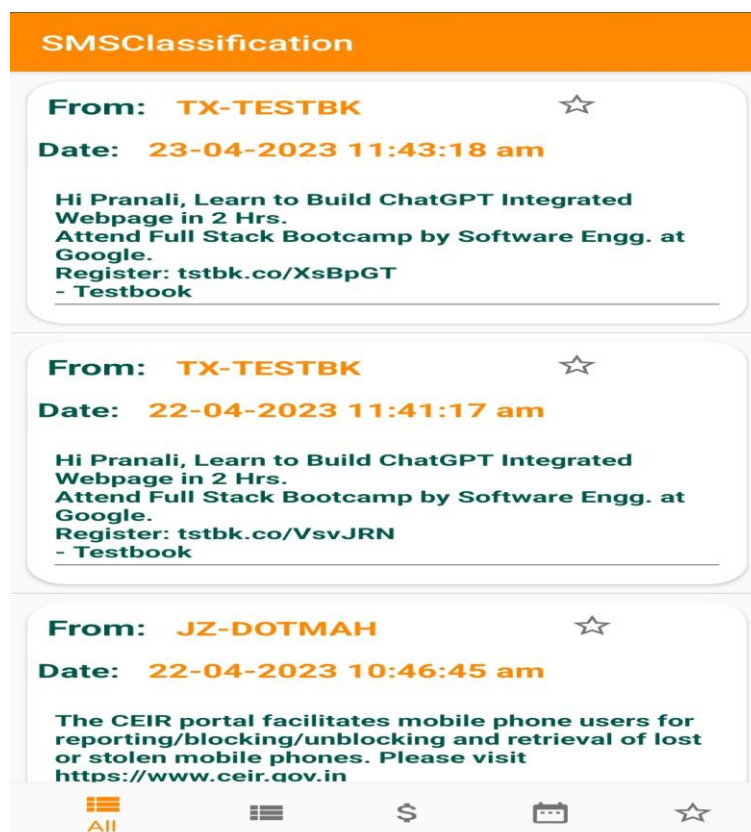 SMSClassification
From: TX-TESTBK
Date: 23-04-2023 11:43:18 am
Hi Pranali, Learn to Build ChatGPT Integrated
Webpage in 2 Hrs.
Attend Full Stack Bootcamp by Software Engg. at
Google.
Register: tstbk.co/XsBpGT
- Testbook
From: TX-TESTBK
Date: 22-04-2023 11:41:17 am
Hi Pranali, Learn to Build ChatGPT Integrated
Webpage in 2 Hrs.
Attend Full Stack Bootcamp by Software Engg. at
Google.
Register: tstbk.co/VsvJRN
- Testbook
From: JZ-DOTMAH
Date: 22-04-2023 10:46:45 am
The CEIR portal facilitates mobile phone users for
reporting/blocking/unblocking and retrieval of lost
or stolen mobile phones. Please visit
https://www.ceir.gov.in
All